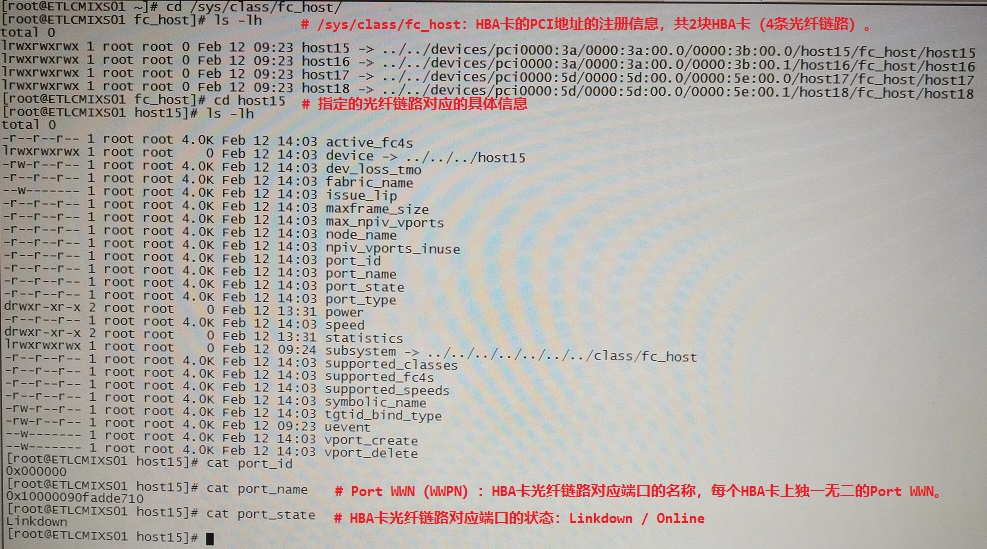 [root@ETLCMIXS01 ~]# cd /sys/class/fc_host/
[root@ETLCMIXS01 fc_host]# ls -lh # /sys/class/fc_host：HBA卡的PCI地址的注册信息，共2块HBA卡（4条光纤链路）。
total 0
lrwxrwxrwx 1 root root 0 Feb 12 09:23 host15 -> ../../devices/pci0000:3a/0000:3a:00.0/0000:3b:00.0/host15/fc_host/host15
lrwxrwxrwx 1 root root 0 Feb 12 09:23 host16 -> ../../devices/pci0000:3a/0000:3a:00.0/0000:3b:00.1/host16/fc_host/host16
lrwxrwxrwx 1 root root 0 Feb 12 09:23 host17 -> ../../devices/pci0000:5d/0000:5d:00.0/0000:5e:00.0/host17/fc_host/host17
lrwxrwxrwx 1 root root 0 Feb 12 09:23 host18 -> ../../devices/pci0000:5d/0000:5d:00.0/0000:5e:00.1/host18/fc_host/host18
[root@ETLCMIXS01 fc_host]# cd host15 # 指定的光纤链路对应的具体信息
[root@ETLCMIXS01 host15]# ls -lh
total 0
-r--r--r-- 1 root root 4.0K Feb 12 14:03 active_fc4s
lrwxrwxrwx 1 root root 0 Feb 12 14:03 device -> ../../../host15
-rw-r--r-- 1 root root 4.0K Feb 12 14:03 dev_loss_tmo
-r--r--r-- 1 root root 4.0K Feb 12 14:03 fabric_name
--w------- 1 root root 4.0K Feb 12 14:03 issue_lip
-r--r--r-- 1 root root 4.0K Feb 12 14:03 maxframe_size
-r--r--r-- 1 root root 4.0K Feb 12 14:03 max_npiv_vports
-r--r--r-- 1 root root 4.0K Feb 12 14:03 node_name
-r--r--r-- 1 root root 4.0K Feb 12 14:03 npiv_vports_inuse
-r--r--r-- 1 root root 4.0K Feb 12 14:03 port_id
-r--r--r-- 1 root root 4.0K Feb 12 14:03 port_name
-r--r--r-- 1 root root 4.0K Feb 12 14:03 port_state
-r--r--r-- 1 root root 4.0K Feb 12 14:03 port_type
drwxr-xr-x 2 root root 0 Feb 12 13:31 power
-r--r--r-- 1 root root 4.0K Feb 12 14:03 speed
drwxr-xr-x 2 root root 0 Feb 12 13:31 statistics
lrwxrwxrwx 1 root root 0 Feb 12 09:24 subsystem -> ../../../../../../../class/fc_host
-r--r--r-- 1 root root 4.0K Feb 12 14:03 supported_classes
-r--r--r-- 1 root root 4.0K Feb 12 14:03 supported_fc4s
-r--r--r-- 1 root root 4.0K Feb 12 14:03 supported_speeds
-r--r--r-- 1 root root 4.0K Feb 12 14:03 symbolic_name
-rw-r--r-- 1 root root 4.0K Feb 12 14:03 tgtid_bind_type
-rw-r--r-- 1 root root 4.0K Feb 12 09:23 uevent
--w------- 1 root root 4.0K Feb 12 14:03 vport_create
--w------- 1 root root 4.0K Feb 12 14:03 vport_delete
[root@ETLCMIXS01 host15]# cat port_id
0x000000
[root@ETLCMIXS01 host15]# cat port_name # Port WWN（WWPN）：HBA卡光纤链路对应端口的名称，每个HBA卡上独一无二的Port WWN。
0x10000090fadde710
[root@ETLCMIXS01 host15]# cat port_state # HBA卡光纤链路对应端口的状态：Linkdown / Online
Linkdown
[root@ETLCMIXS01 host15]#